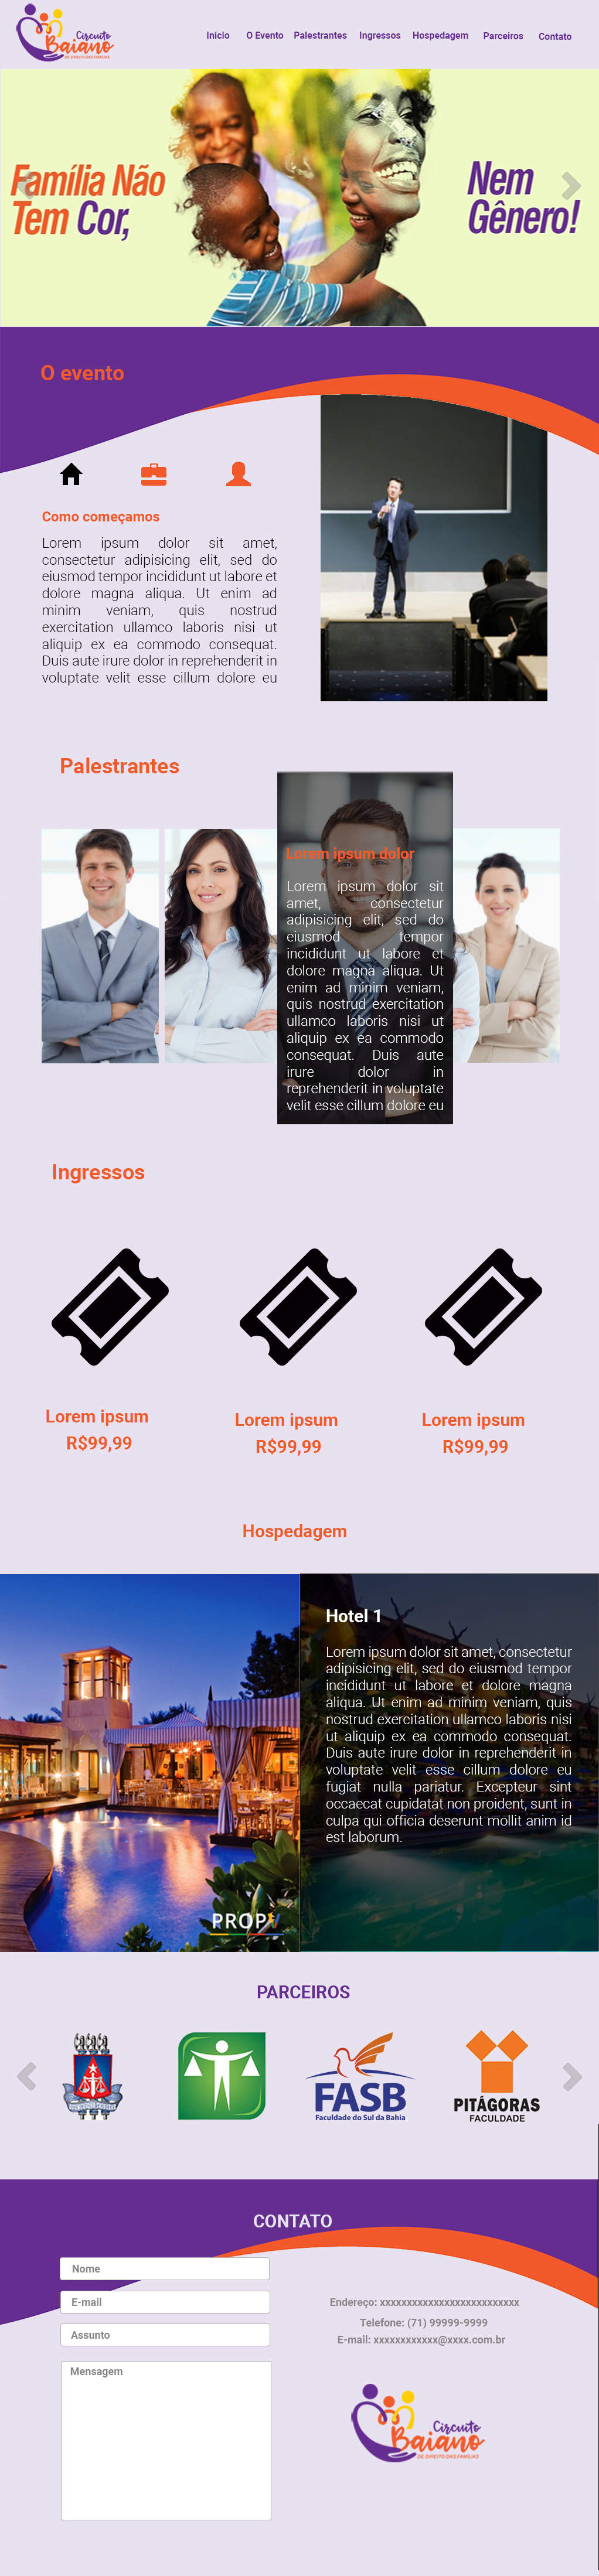 Circuito
Baiano
DE DIREITO DAS FAMÍLIAS
Início O Evento Palestrantes Ingressos Hospedagem Parceiros Contato
Família Não
Tem Cor,
Nem
Gênero!
O evento
Como começamos
Lorem ipsum dolor sit amet,
consectetur adipisicing elit, sed do
eiusmod tempor incididunt ut labore et
dolore magna aliqua. Ut enim ad
minim veniam, quis nostrud
exercitation ullamco laboris nisi ut
aliquip ex ea commodo consequat.
Duis aute irure dolor in reprehenderit in
voluptate velit esse cillum dolore eu
Palestrantes
Lorem ipsum dolor
Lorem ipsum dolor sit
amet, consectetur
adipisicing elit, sed do
eiusmod tempor
incididunt ut labore et
dolore magna aliqua. Ut
enim ad minim veniam,
quis nostrud exercitation
ullamco laboris nisi ut
aliquip ex ea commodo
consequat. Duis aute
irure dolor in
reprehenderit in voluptate
velit esse cillum dolore eu
Ingressos
Lorem ipsum
R$99,99
Lorem ipsum
R$99,99
Lorem ipsum
R$99,99
Hospedagem
Hotel 1
Lorem ipsum dolor sit amet, consectetur
adipisicing elit, sed do eiusmod tempor
incididunt ut labore et dolore magna
aliqua. Ut enim ad minim veniam, quis
nostrud exercitation ullamco laboris nisi
ut aliquip ex ea commodo consequat.
Duis aute irure dolor in reprehenderit in
voluptate velit esse cillum dolore eu
fugiat nulla pariatur. Excepteur sint
occaecat cupidatat non proident, sunt in
culpa qui officia deserunt mollit anim id
est laborum.
PARCEIROS
FASB
Faculdade do Sul da Bahia
PITÁGORAS
FACULDADE
CONTATO
Nome
E-mail
Assunto
Mensagem
Endereço: xxxxxxxxxxxxxxxxxxxxxxxxxx
Telefone: (71) 99999-9999
E-mail: xxxxxxxxxxxx@xxxx.com.br
Circuito
Baiano
DE DIREITO DAS FAMÍLIAS